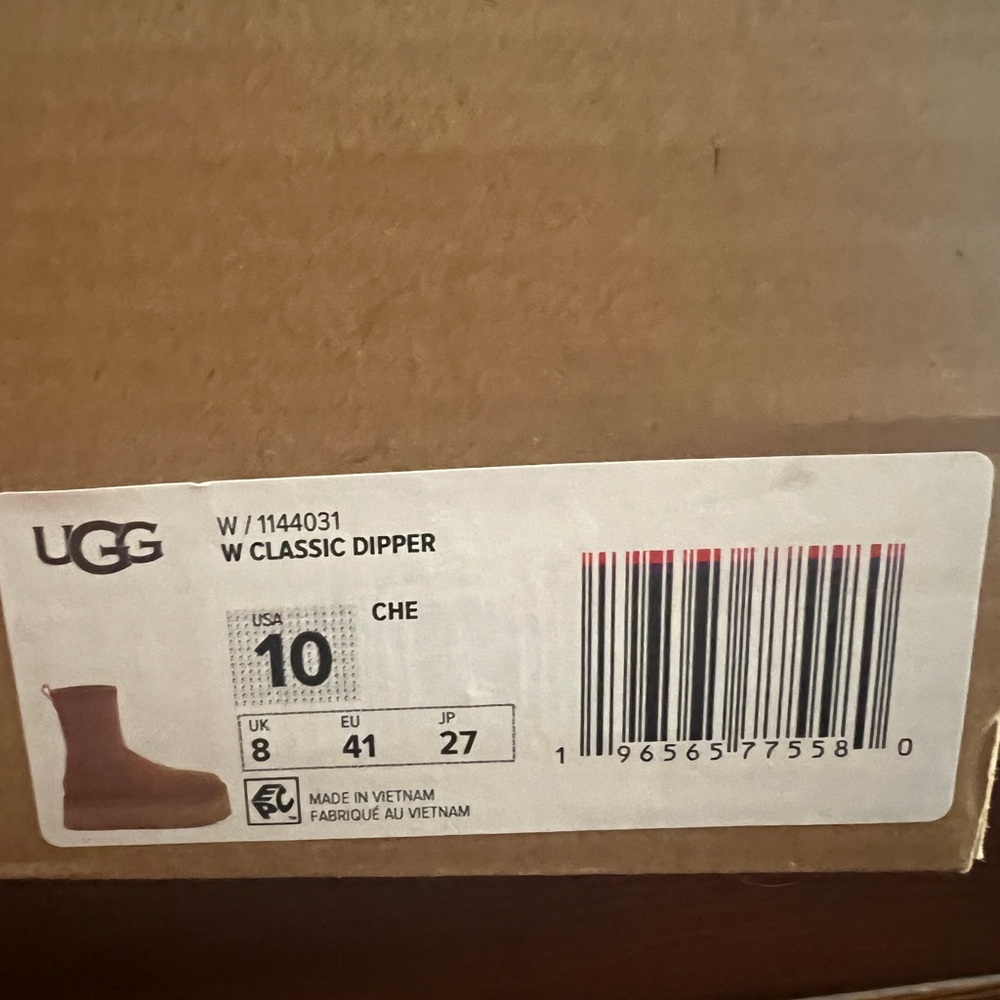 UGG
W / 1144031
W CLASSIC DIPPER
USA
10
CHE
UK EU JP
8 41 27
MADE IN VIETNAM
FABRIQUÉ AU VIETNAM
1 96565 77558 0